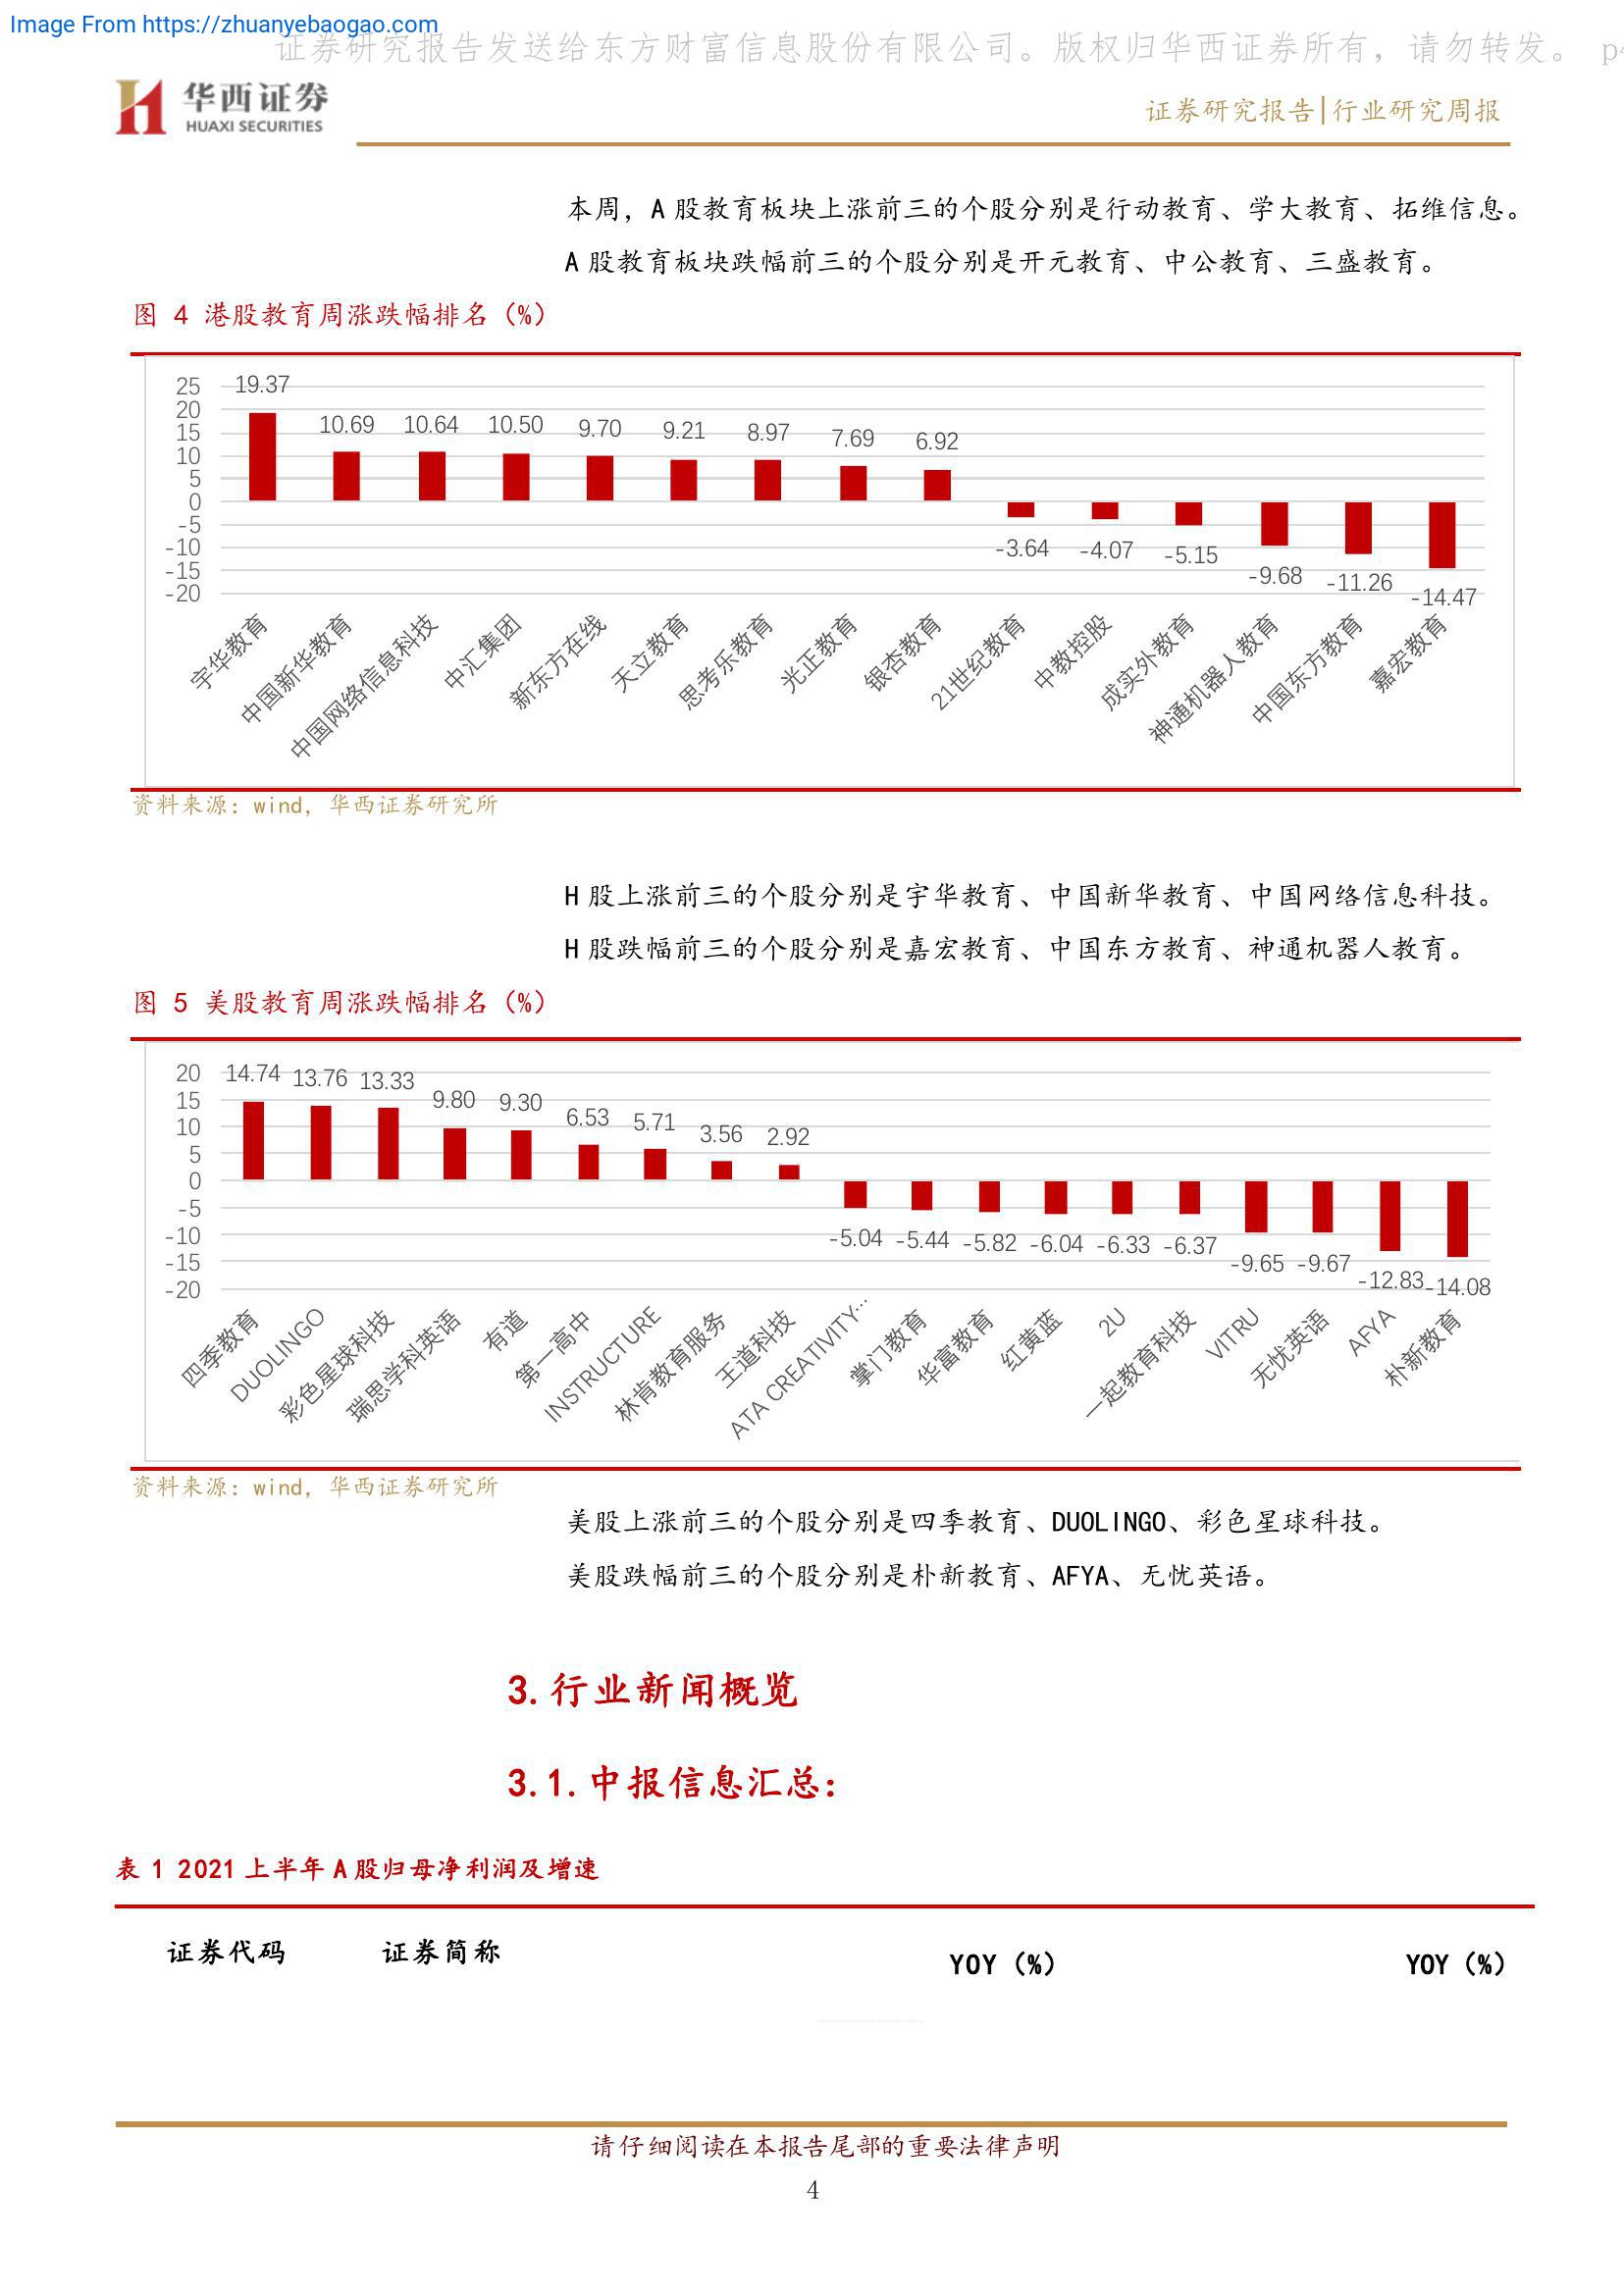 Image From https://zhuanyebaogao.com
证券研究报告发送给东方财富信息股份有限公司。版权归华西证券所有，请勿转发。 p4
华西证券
HUAXI SECURITIES
证券研究报告|行业研究周报
本周，A 股教育板块上涨前三的个股分别是行动教育、学大教育、拓维信息。
A 股教育板块跌幅前三的个股分别是开元教育、中公教育、三盛教育。
图 4 港股教育周涨跌幅排名（%）
25
20
15
10
5
0
-5
-10
-15
-20
19.37 10.69 10.64 10.50 9.70 9.21 8.97 7.69 6.92 -3.64 -4.07 -5.15 -9.68 -11.26 -14.47
宇华教育 中国新华教育 中国网络信息科技 中汇集团 新东方在线 天立教育 思考乐教育 光正教育 银杏教育 21世纪教育 中教控股 成实外教育 神通机器人教育 中国东方教育 嘉宏教育
资料来源：wind，华西证券研究所
H 股上涨前三的个股分别是宇华教育、中国新华教育、中国网络信息科技。
H 股跌幅前三的个股分别是嘉宏教育、中国东方教育、神通机器人教育。
图 5 美股教育周涨跌幅排名（%）
20
15
10
5
0
-5
-10
-15
-20
14.74 13.76 13.33 9.80 9.30 6.53 5.71 3.56 2.92 -5.04 -5.44 -5.82 -6.04 -6.33 -6.37 -9.65 -9.67 -12.83 -14.08
四季教育 DUOLINGO 彩色星球科技 瑞思学科英语 有道 第一高中 INSTRUCTURE 林肯教育服务 王道科技 ATA CREATIVITY… 掌门教育 华富教育 红黄蓝 2U 一起教育科技 VITRU 无忧英语 AFYA 朴新教育
资料来源：wind，华西证券研究所
美股上涨前三的个股分别是四季教育、DUOLINGO、彩色星球科技。
美股跌幅前三的个股分别是朴新教育、AFYA、无忧英语。
3.行业新闻概览
3.1.中报信息汇总：
表 1 2021 上半年 A 股归母净利润及增速
证券代码 证券简称 YOY（%） YOY（%）
请仔细阅读在本报告尾部的重要法律声明
4